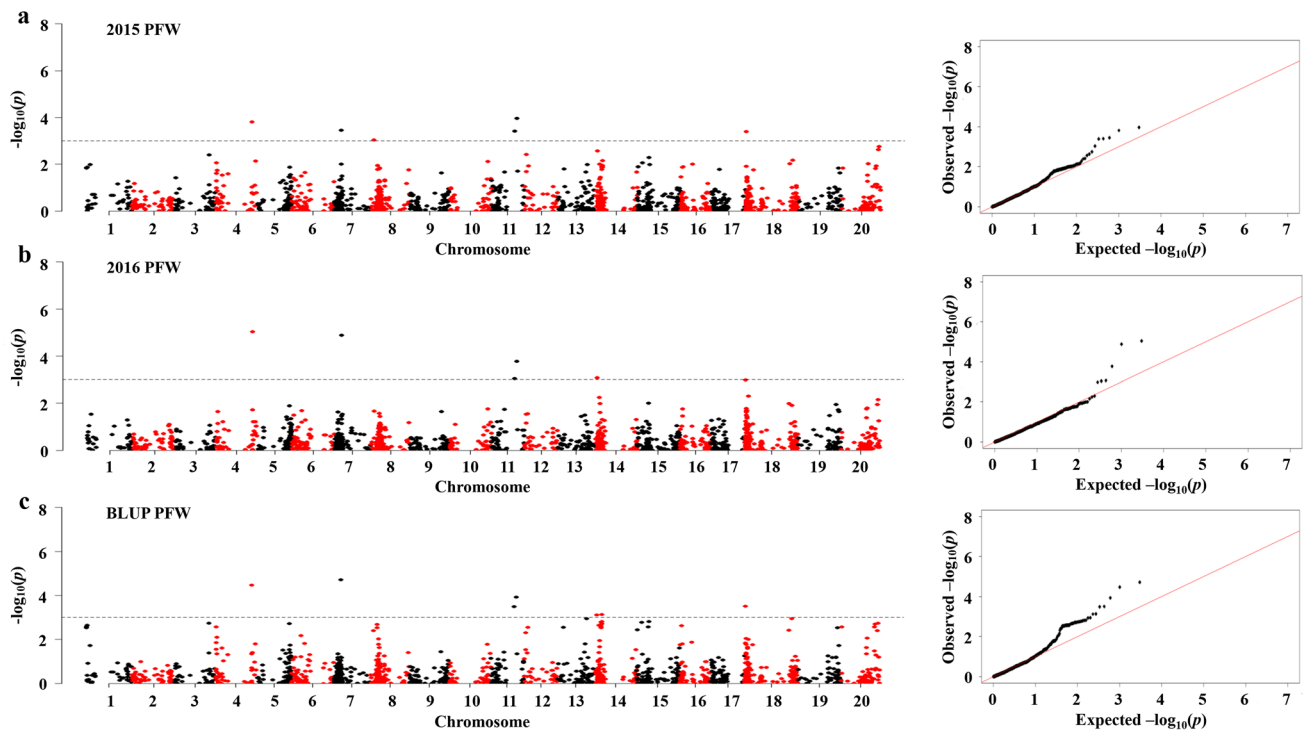 a
2015 PFW
8
6
4
2
0
-log10(p)
1 2 3 4 5 6 7 8 9 10 11 12 13 14 15 16 17 18 19 20
Chromosome
8
6
4
2
0
Observed –log10(p)
0 1 2 3 4 5 6 7
Expected –log10(p)
b
2016 PFW
8
6
4
2
0
-log10(p)
1 2 3 4 5 6 7 8 9 10 11 12 13 14 15 16 17 18 19 20
Chromosome
8
6
4
2
0
Observed –log10(p)
0 1 2 3 4 5 6 7
Expected –log10(p)
c
BLUP PFW
8
6
4
2
0
-log10(p)
1 2 3 4 5 6 7 8 9 10 11 12 13 14 15 16 17 18 19 20
Chromosome
8
6
4
2
0
Observed –log10(p)
0 1 2 3 4 5 6 7
Expected –log10(p)